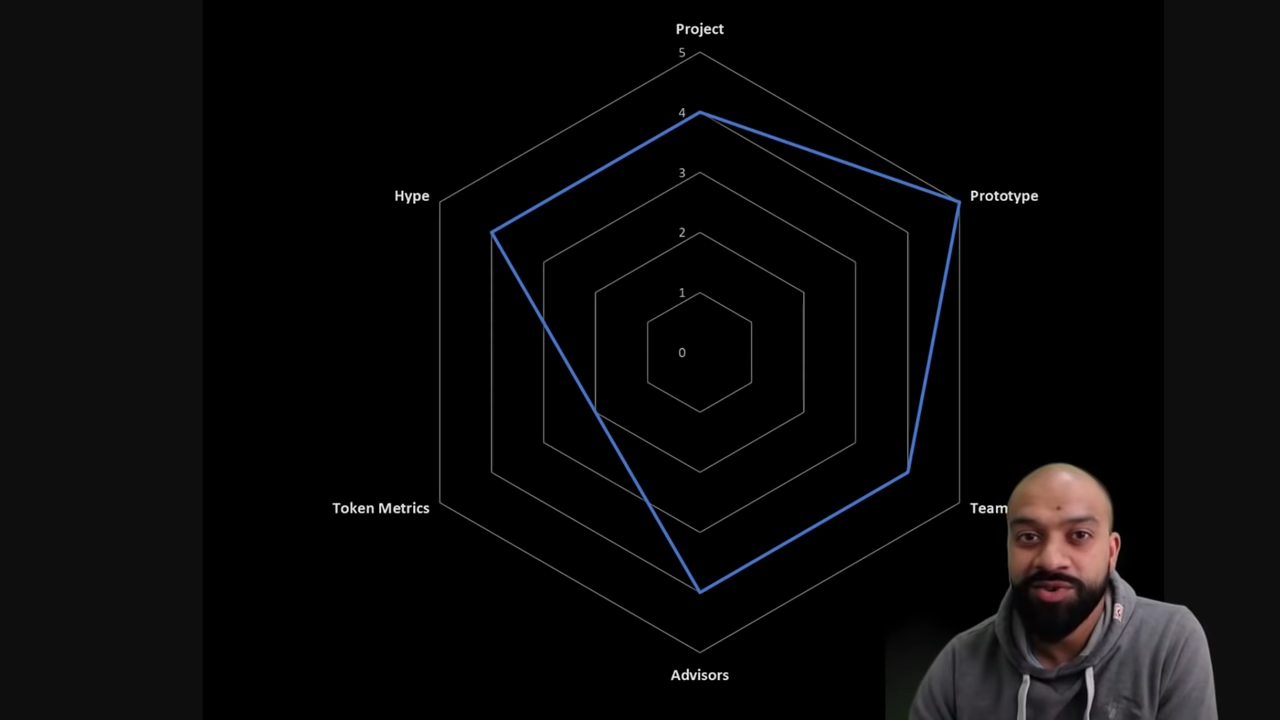 Project
5
4
3
Hype
Prototype
2
1
0
Token Metrics
Team
Advisors